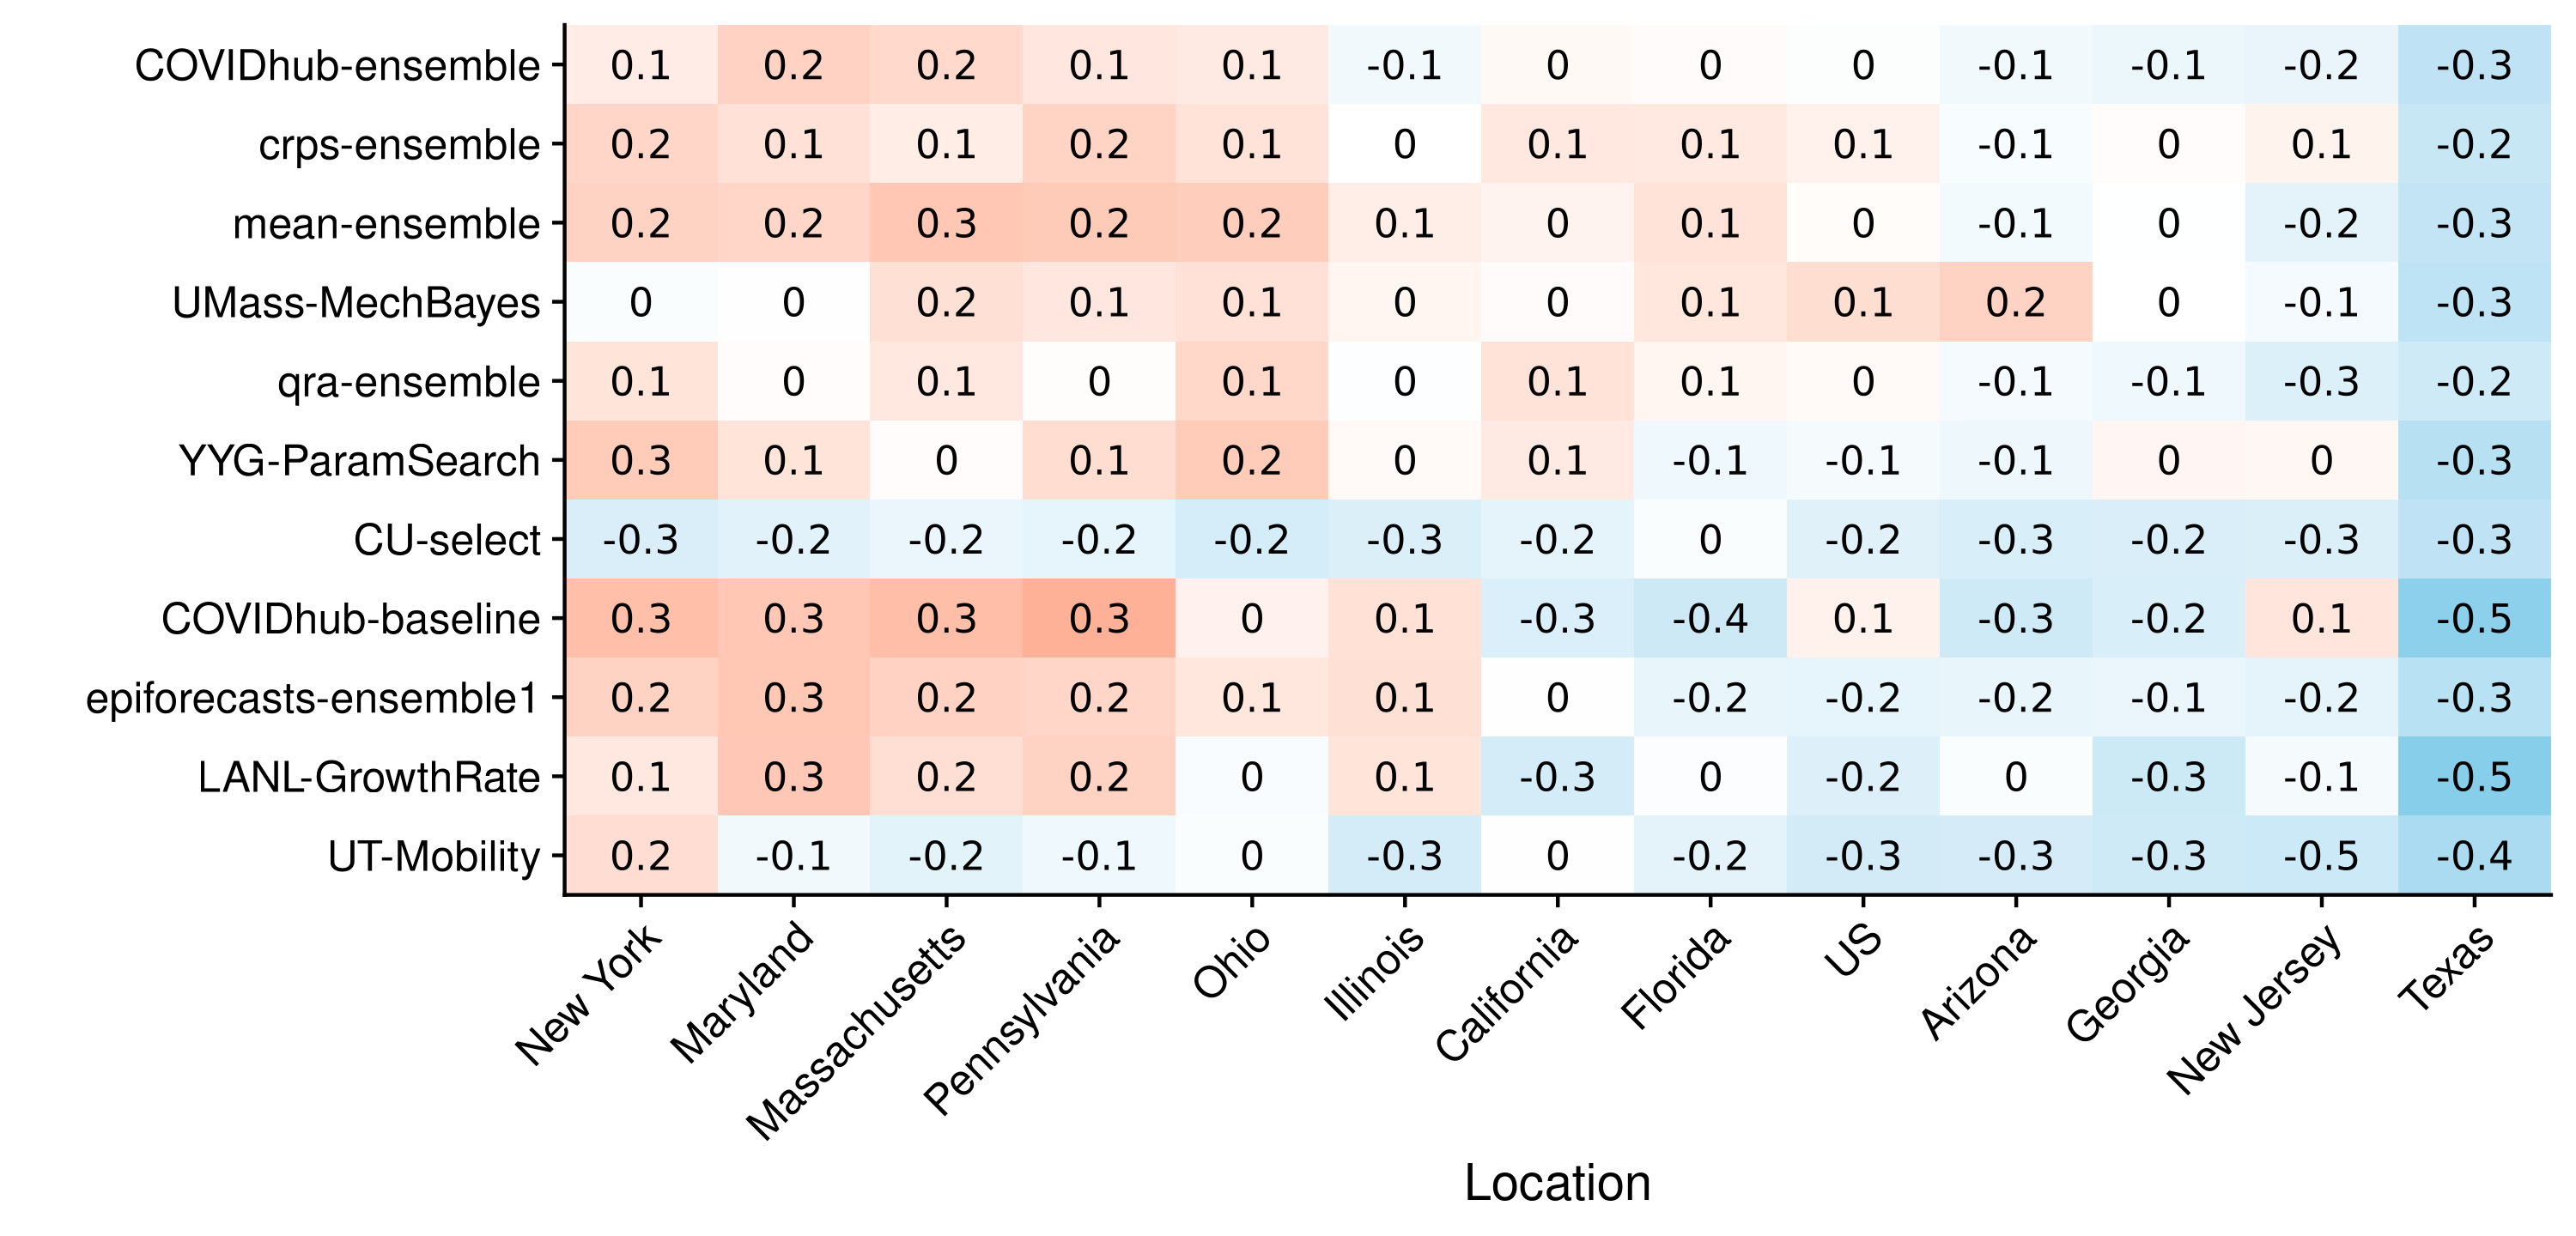 COVIDhub-ensemble 0.1 0.2 0.2 0.1 0.1 -0.1 0 0 0 -0.1 -0.1 -0.2 -0.3
crps-ensemble 0.2 0.1 0.1 0.2 0.1 0 0.1 0.1 0.1 -0.1 0 0.1 -0.2
mean-ensemble 0.2 0.2 0.3 0.2 0.2 0.1 0 0.1 0 -0.1 0 -0.2 -0.3
UMass-MechBayes 0 0 0.2 0.1 0.1 0 0 0.1 0.1 0.2 0 -0.1 -0.3
qra-ensemble 0.1 0 0.1 0 0.1 0 0.1 0.1 0 -0.1 -0.1 -0.3 -0.2
YYG-ParamSearch 0.3 0.1 0 0.1 0.2 0 0.1 -0.1 -0.1 -0.1 0 0 -0.3
CU-select -0.3 -0.2 -0.2 -0.2 -0.2 -0.3 -0.2 0 -0.2 -0.3 -0.2 -0.3 -0.3
COVIDhub-baseline 0.3 0.3 0.3 0.3 0 0.1 -0.3 -0.4 0.1 -0.3 -0.2 0.1 -0.5
epiforecasts-ensemble1 0.2 0.3 0.2 0.2 0.1 0.1 0 -0.2 -0.2 -0.2 -0.1 -0.2 -0.3
LANL-GrowthRate 0.1 0.3 0.2 0.2 0 0.1 -0.3 0 -0.2 0 -0.3 -0.1 -0.5
UT-Mobility 0.2 -0.1 -0.2 -0.1 0 -0.3 0 -0.2 -0.3 -0.3 -0.3 -0.5 -0.4
New York Maryland Massachusetts Pennsylvania Ohio Illinois California Florida US Arizona Georgia New Jersey Texas
Location